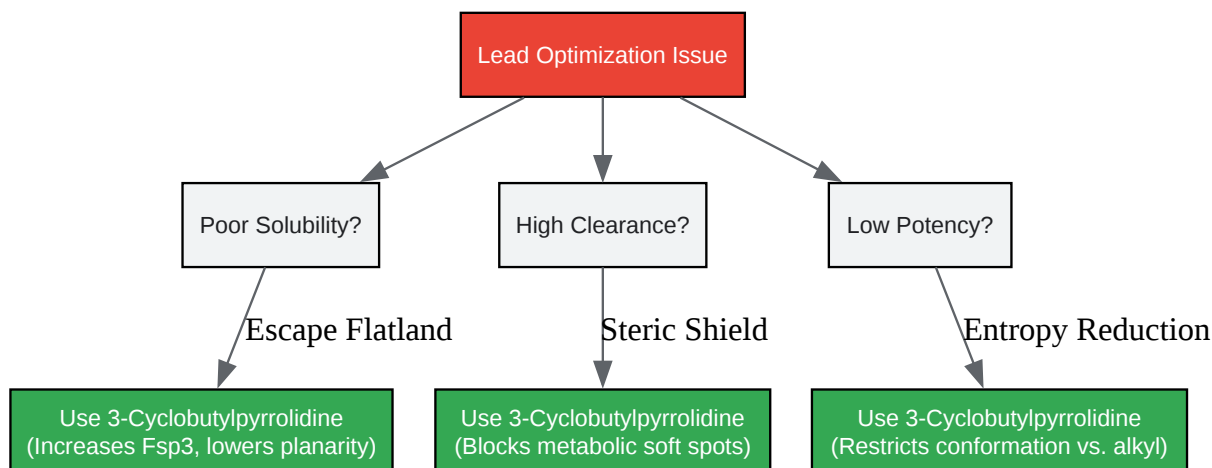 Lead Optimization Issue
Poor Solubility?
High Clearance?
Low Potency?
Escape Flatland
Steric Shield
Entropy Reduction
Use 3-Cyclobutylpyrrolidine
(Increases Fsp3, lowers planarity)
Use 3-Cyclobutylpyrrolidine
(Blocks metabolic soft spots)
Use 3-Cyclobutylpyrrolidine
(Restricts conformation vs. alkyl)